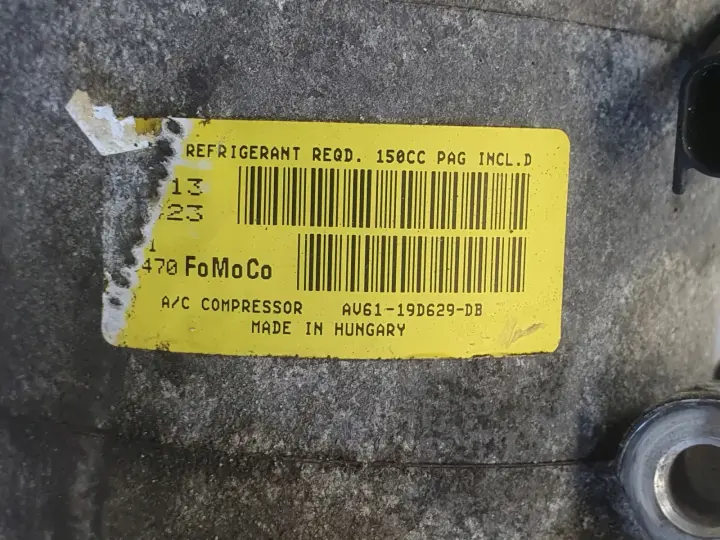 REFRIGERANT REQD. 150CC PAG INCL.D
13
23
470 FoMoCo
A/C COMPRESSOR AV61-19D629-DB
MADE IN HUNGARY